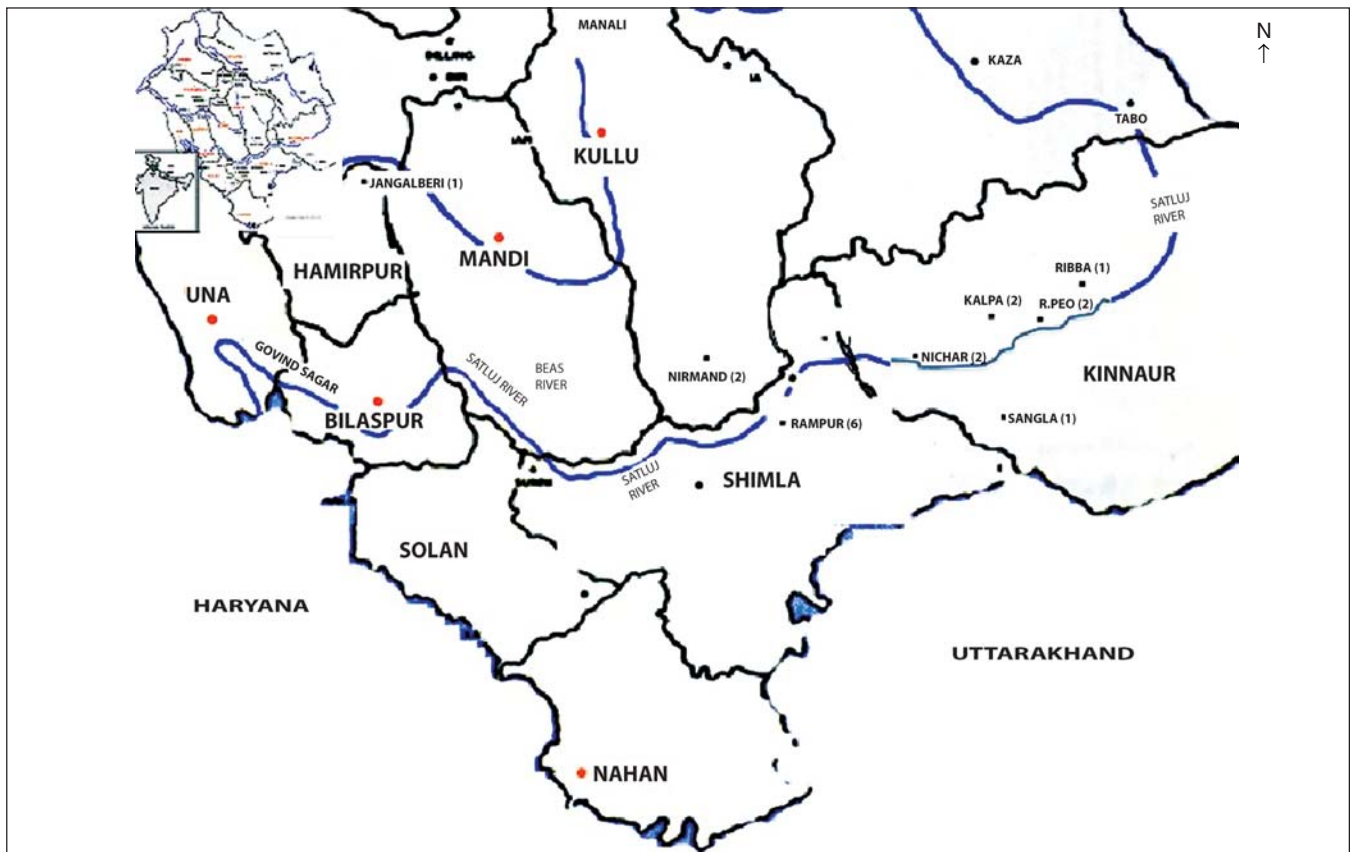 N
MANALI
KAZA
TABO
KULLU
JANGALBERI (1)
SATLUJ
RIVER
MANDI
HAMIRPUR
UNA
RIBBA (1)
KALPA (2)
R.PEO (2)
GOVIND SAGAR
SATLUJ RIVER
BEAS
RIVER
NIRMAND (2)
NICHAR (2)
KINNAUR
BILASPUR
RAMPUR (6)
SANGLA (1)
SATLUJ
RIVER
SHIMLA
SOLAN
HARYANA
UTTARAKHAND
NAHAN